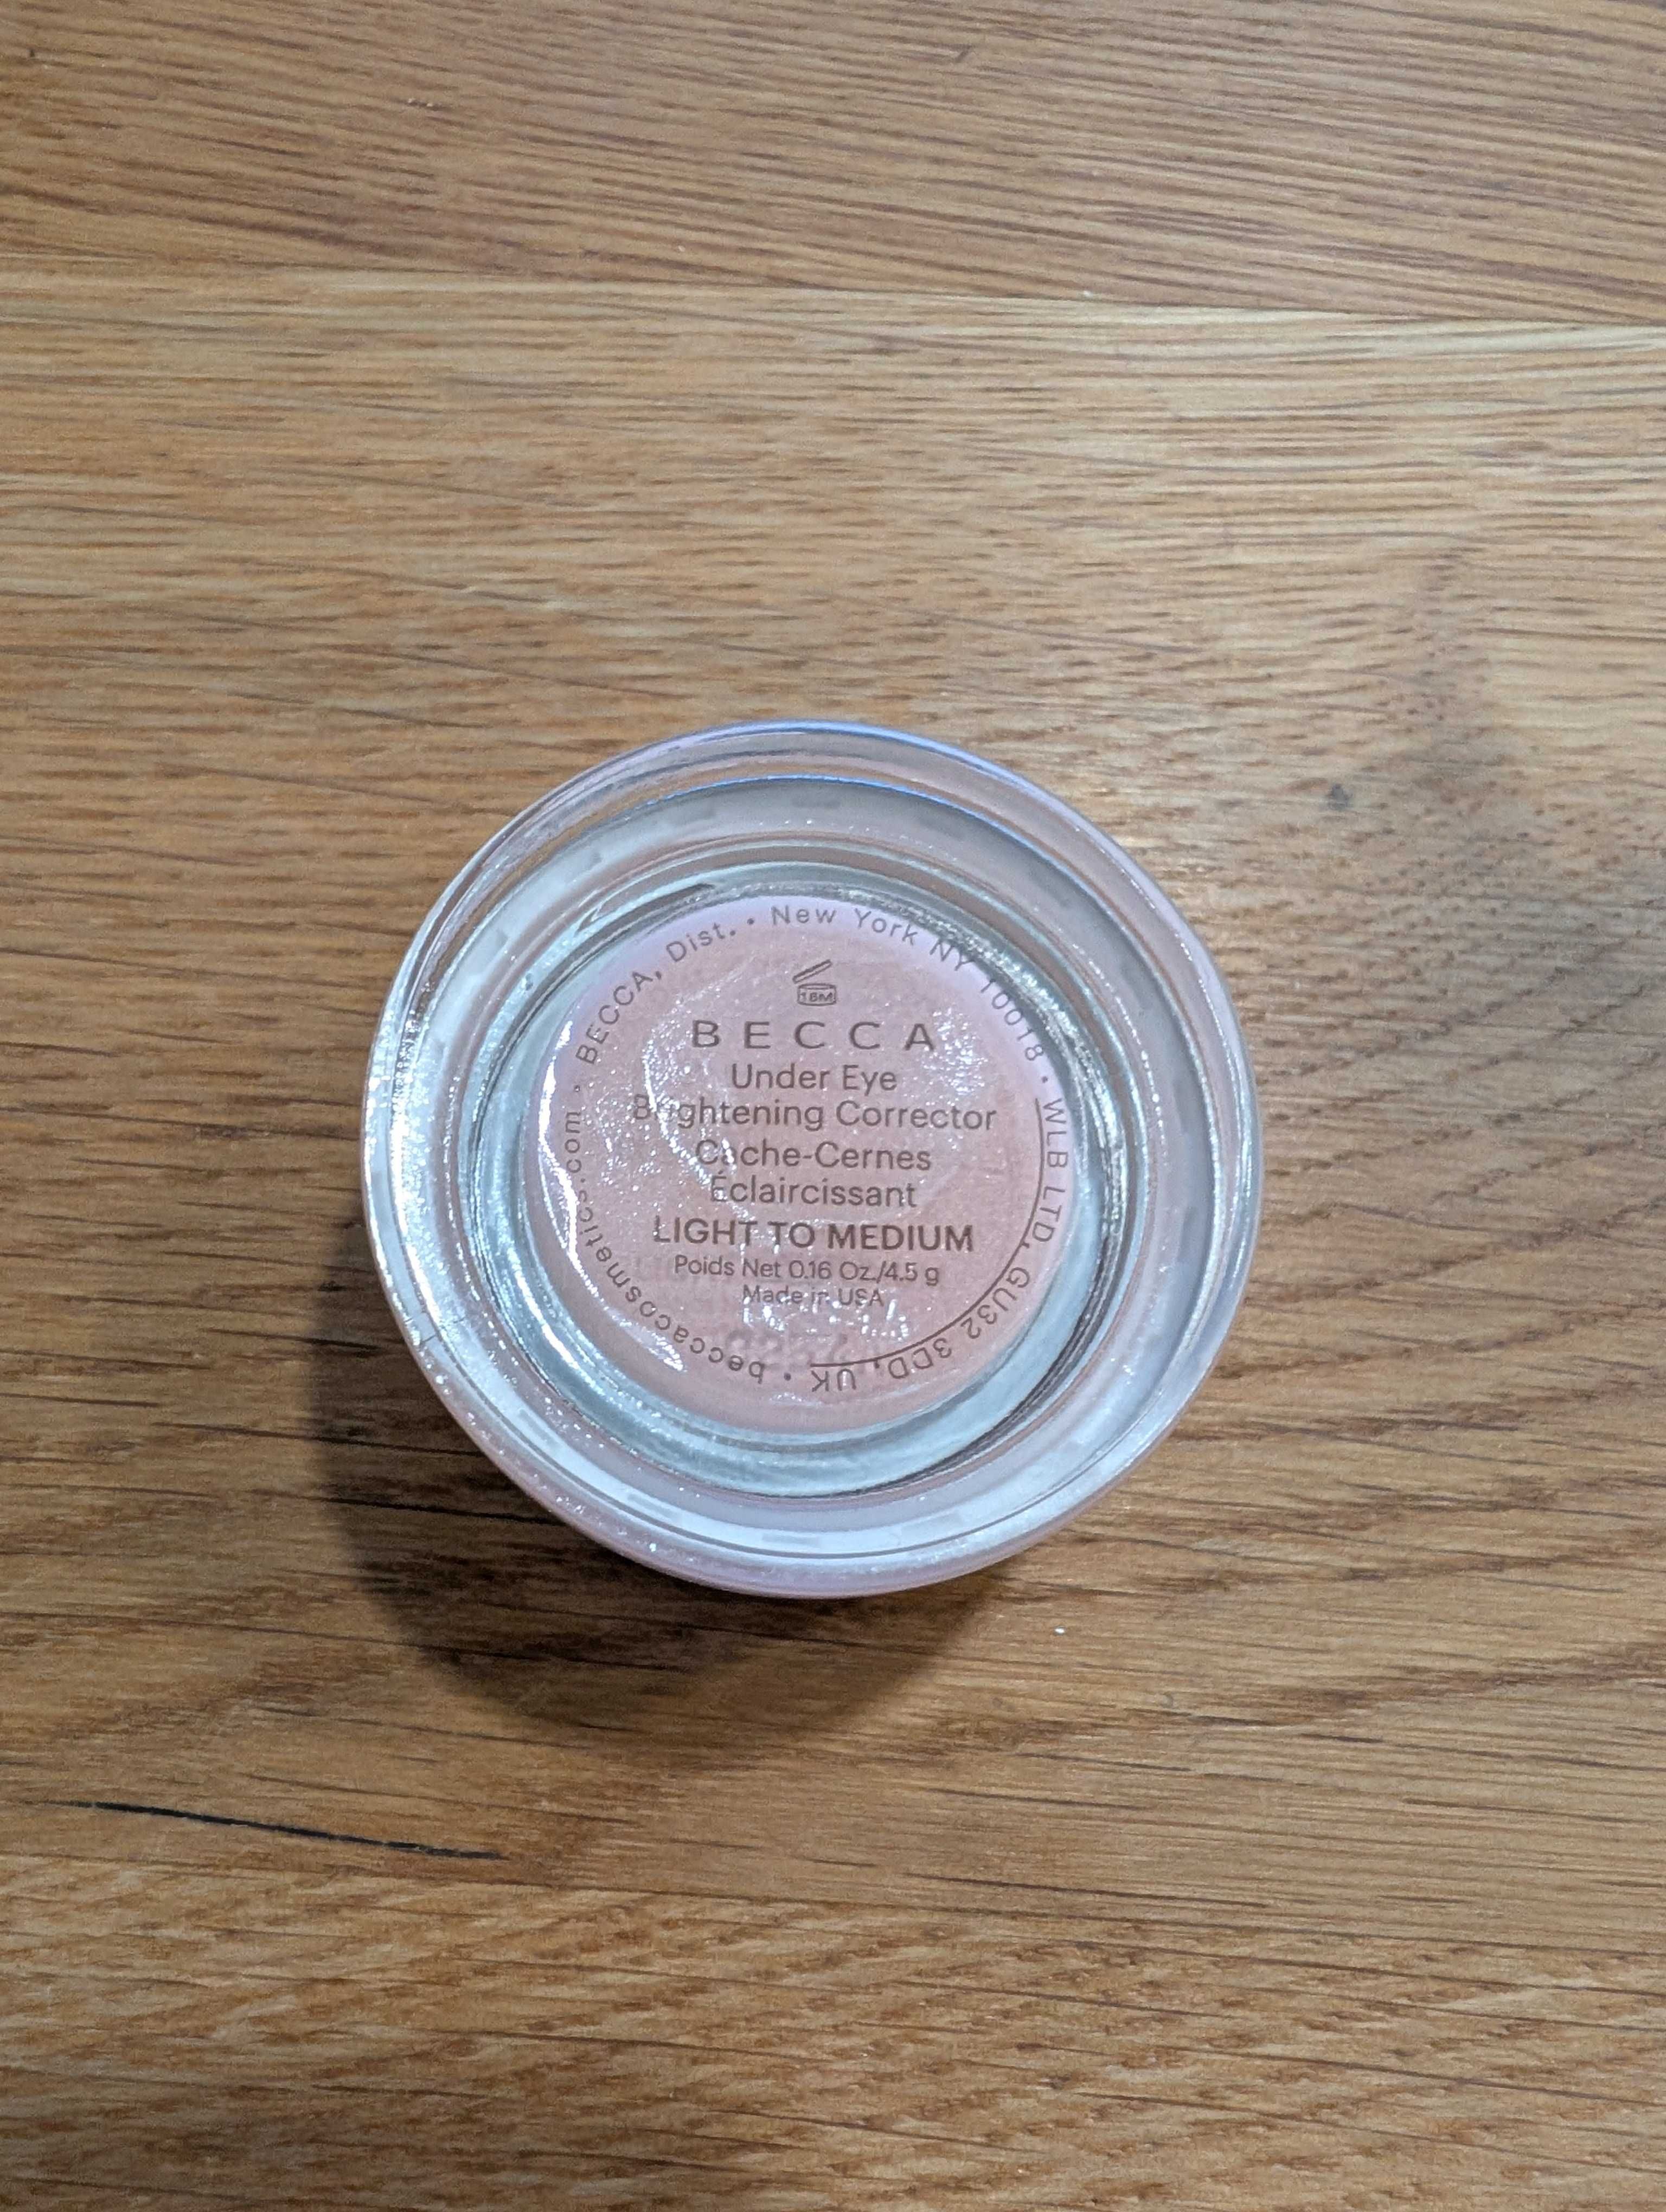 18M
BECCA
Under Eye
Brightening Corrector
Cache-Cernes
Éclaircissant
LIGHT TO MEDIUM
Poids Net 0.16 Oz./4.5 g
Made in USA
BECCA, Dist. • New York NY 10018 • WLB LTD, GU32 3DD, UK • beccacosmetics.com •